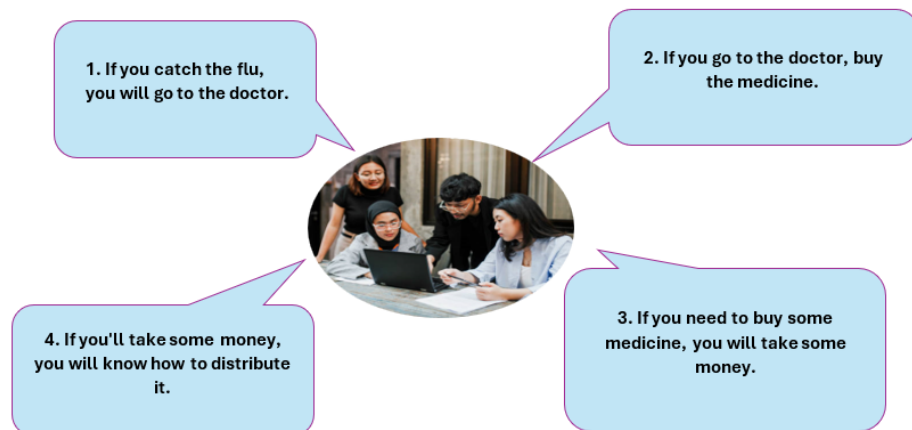 1. If you catch the flu,
you will go to the doctor.
2. If you go to the doctor, buy
the medicine.
3. If you need to buy some
medicine, you will take some
money.
4. If you'll take some money,
you will know how to distribute
it.